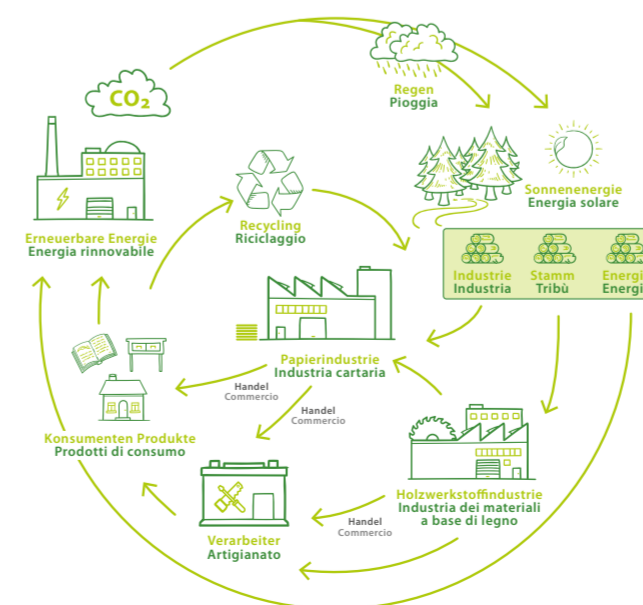 CO₂
Regen
Pioggia
Sonnenenergie
Energia solare
Erneuerbare Energie
Energia rinnovabile
Recycling
Riciclaggio
Industrie
Industria
Stamm
Tribù
Energi
Energi
Papierindustrie
Industria cartaria
Handel
Commercio
Handel
Commercio
Konsumenten Produkte
Prodotti di consumo
Holzwerkstoffindustrie
Industria dei materiali
a base di legno
Handel
Commercio
Verarbeiter
Artigianato